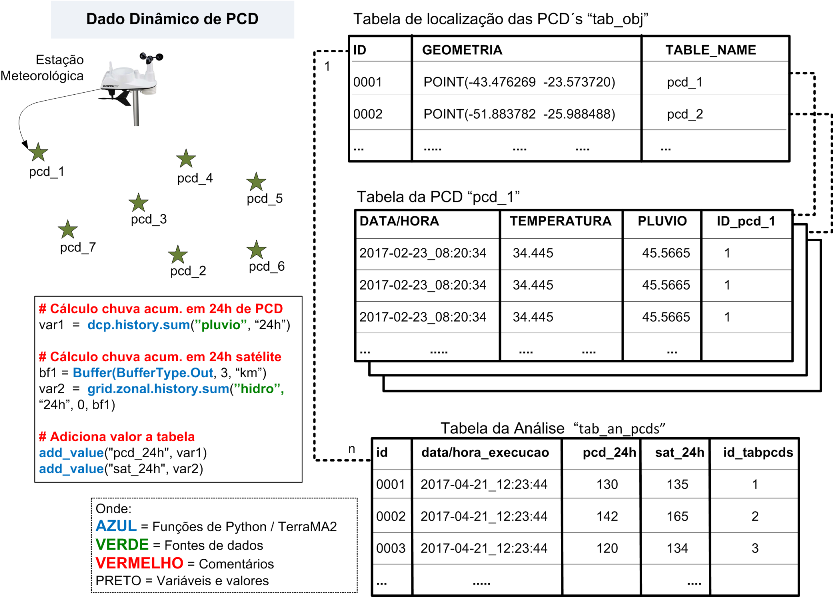 Dado Dinâmico de PCD
Estação
Meteorológica
pcd_1
pcd_4
pcd_5
pcd_3
pcd_7
pcd_2
pcd_6
# Cálculo chuva acum. em 24h de PCD
var1 = dcp.history.sum("pluvio", “24h”)
# Cálculo chuva acum. em 24h satélite
bf1 = Buffer(BufferType.Out, 3, “km”)
var2 = grid.zonal.history.sum("hidro",
“24h”, 0, bf1)
# Adiciona valor a tabela
add_value("pcd_24h", var1)
add_value("sat_24h", var2)
Onde:
AZUL = Funções de Python / TerraMA2
VERDE = Fontes de dados
VERMELHO = Comentários
PRETO = Variáveis e valores
Tabela de localização das PCD´s “tab_obj”
1
ID GEOMETRIA TABLE_NAME
0001 POINT(-43.476269 -23.573720) pcd_1
0002 POINT(-51.883782 -25.988488) pcd_2
... ..... .... .... ...
Tabela da PCD “pcd_1”
DATA/HORA TEMPERATURA PLUVIO ID_pcd_1
2017-02-23_08:20:34 34.445 45.5665 1
2017-02-23_08:20:34 34.445 45.5665 1
2017-02-23_08:20:34 34.445 45.5665 1
... ..... .... .... ...
Tabela da Análise “tab_an_pcds”
n
id data/hora_execucao pcd_24h sat_24h id_tabpcds
0001 2017-04-21_12:23:44 130 135 1
0002 2017-04-21_12:23:44 142 165 2
0003 2017-04-21_12:23:44 120 134 3
... ..... ....